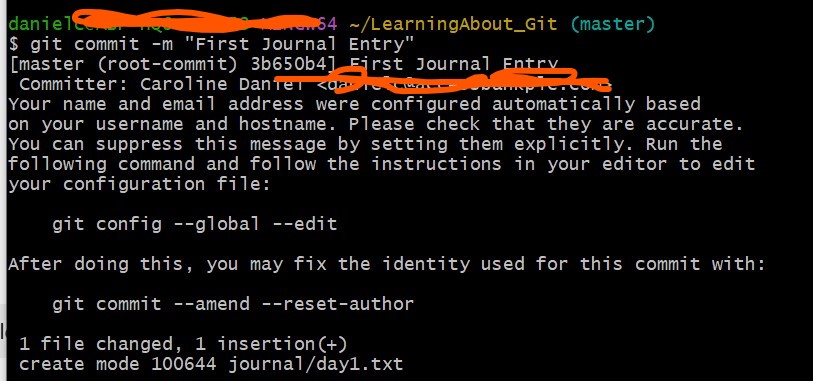 ~/LearningAbout_Git (master)
$ git commit -m "First Journal Entry"
[master (root-commit) 3b650b4] First Journal Entry
Committer: Caroline Daniel
Your name and email address were configured automatically based
on your username and hostname. Please check that they are accurate.
You can suppress this message by setting them explicitly. Run the
following command and follow the instructions in your editor to edit
your configuration file:
git config --global --edit
After doing this, you may fix the identity used for this commit with:
git commit --amend --reset-author
1 file changed, 1 insertion(+)
create mode 100644 journal/day1.txt